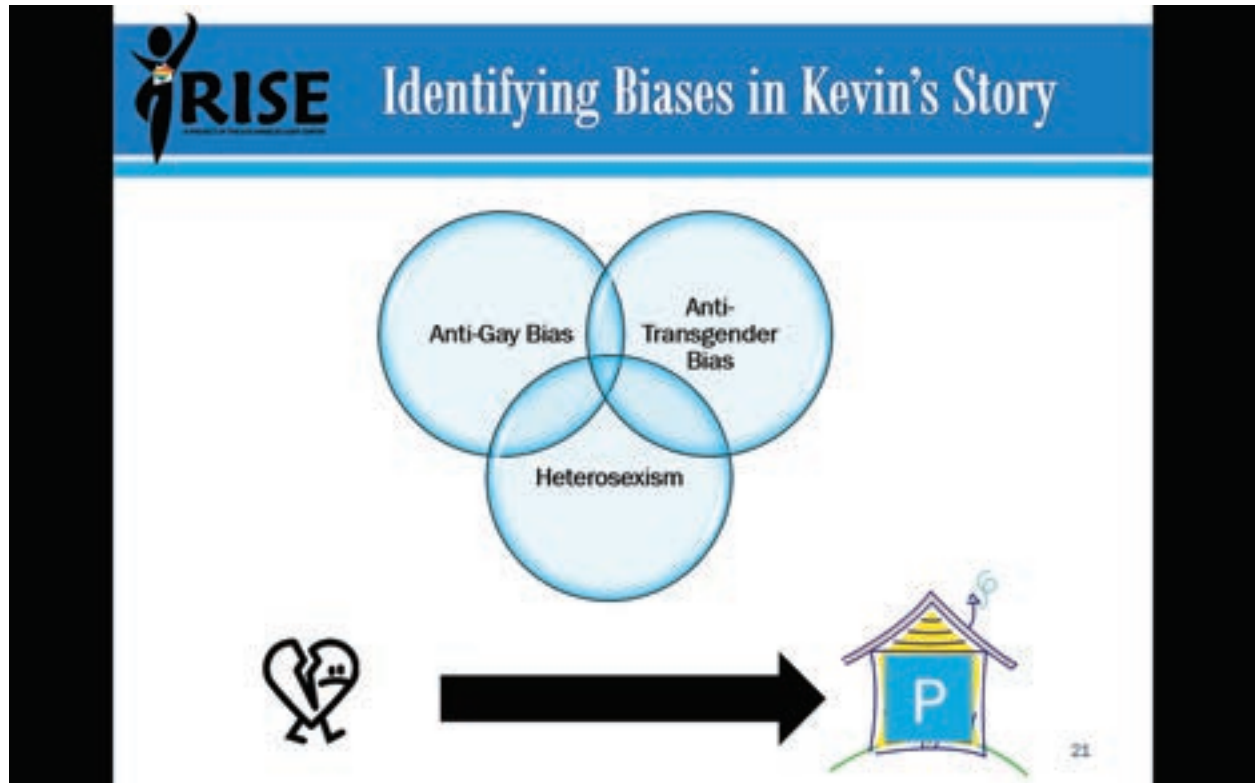 RISE
Identifying Biases in Kevin's Story
Anti-Gay Bias
Anti-
Transgender
Bias
Heterosexism
P
21